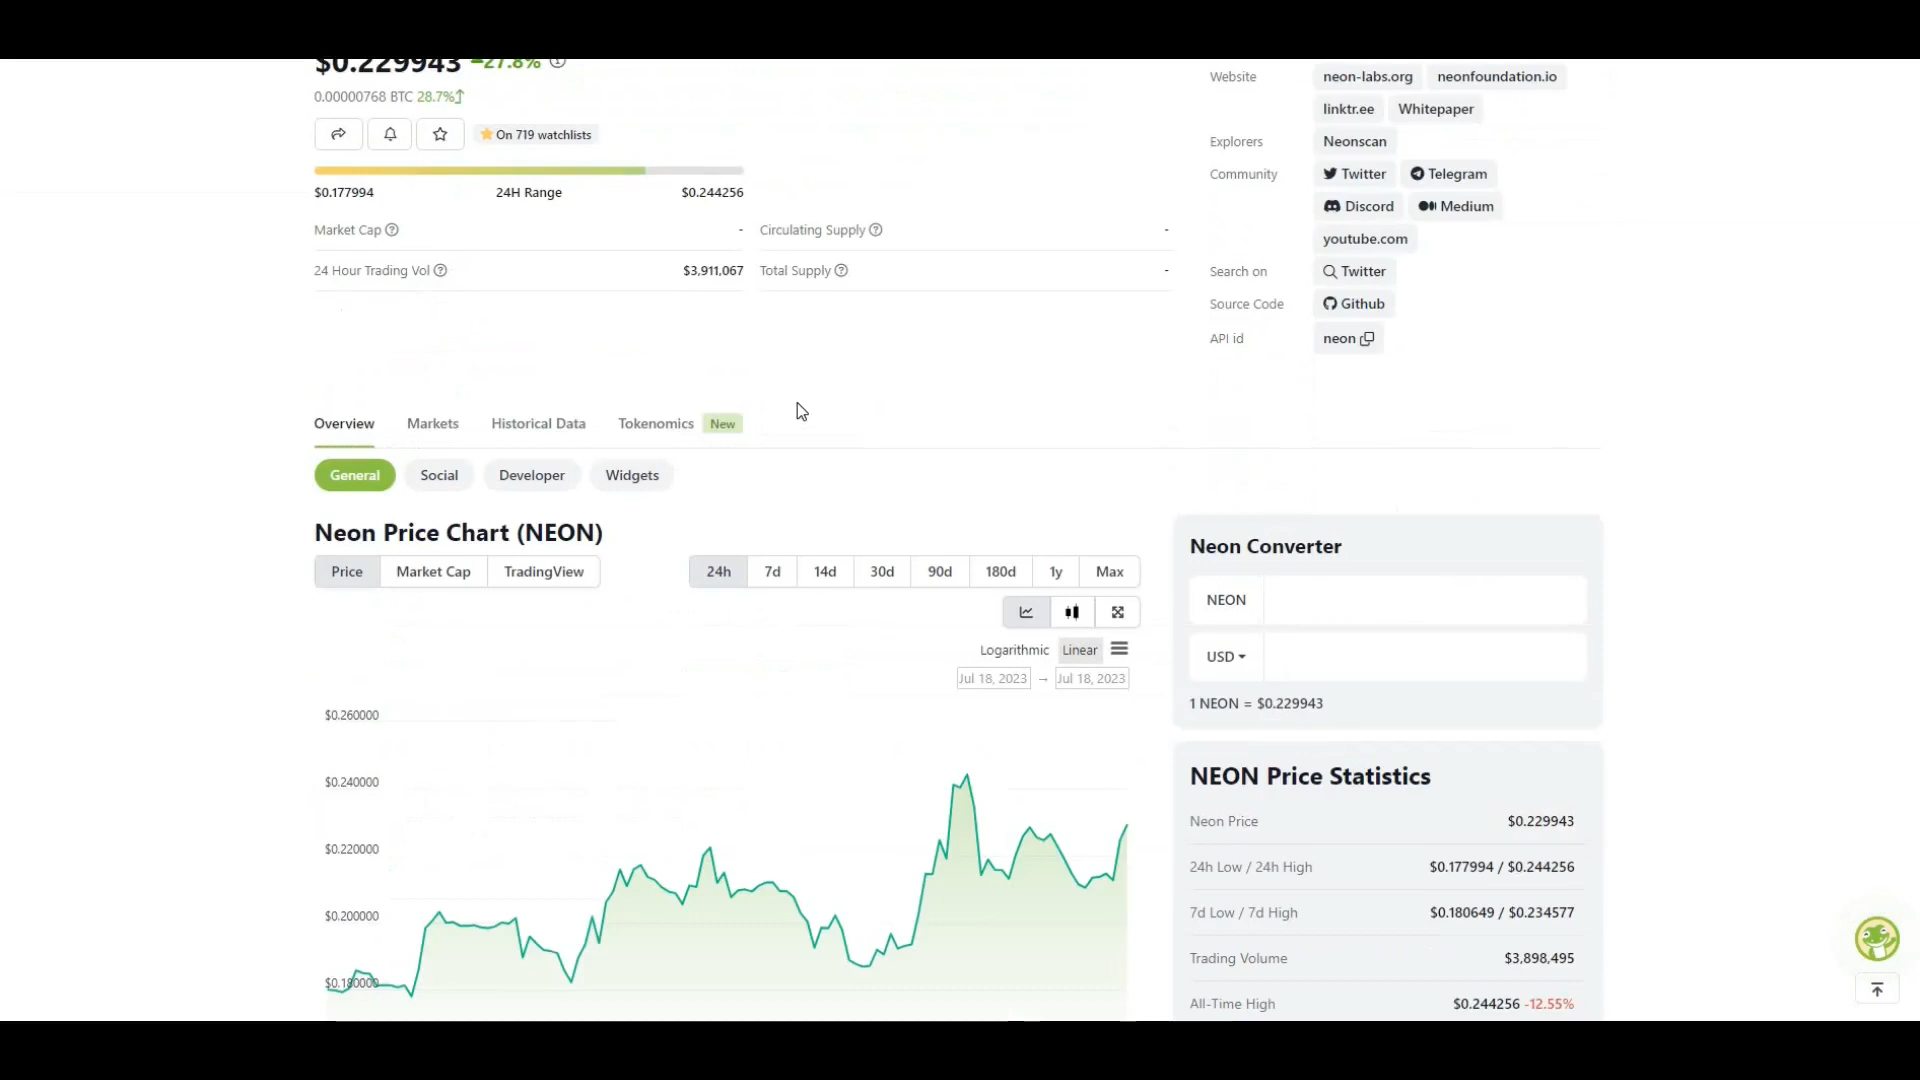 $0.229943 27.8%
0.00000768 BTC 28.7%
On 719 watchlists
$0.177994 24H Range $0.244256
Market Cap -
Circulating Supply -
24 Hour Trading Vol $3,911,067
Total Supply -
Website neon-labs.org neonfoundation.io
linktr.ee Whitepaper
Explorers Neonscan
Community Twitter Telegram
Discord Medium
youtube.com
Search on Twitter
Source Code Github
API id neon
Overview Markets Historical Data Tokenomics New
General Social Developer Widgets
Neon Price Chart (NEON)
Price Market Cap TradingView
24h 7d 14d 30d 90d 180d 1y Max
Logarithmic Linear
Jul 18, 2023 → Jul 18, 2023
$0.260000
$0.240000
$0.220000
$0.200000
$0.180000
Neon Converter
NEON
USD
1 NEON = $0.229943
NEON Price Statistics
Neon Price $0.229943
24h Low / 24h High $0.177994 / $0.244256
7d Low / 7d High $0.180649 / $0.234577
Trading Volume $3,898,495
All-Time High $0.244256 -12.55%